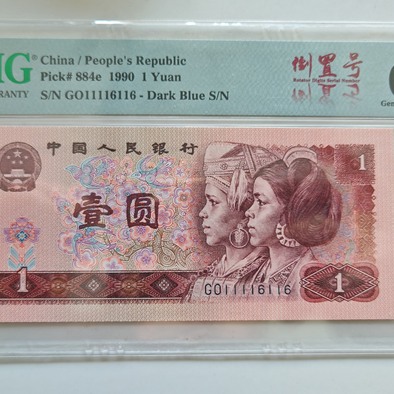 MG China / People's Republic
Pick# 884e 1990 1 Yuan
S/N GO11116116 - Dark Blue S/N
倒置号
中国人民银行
壹圆
1
1
1
GO11116116